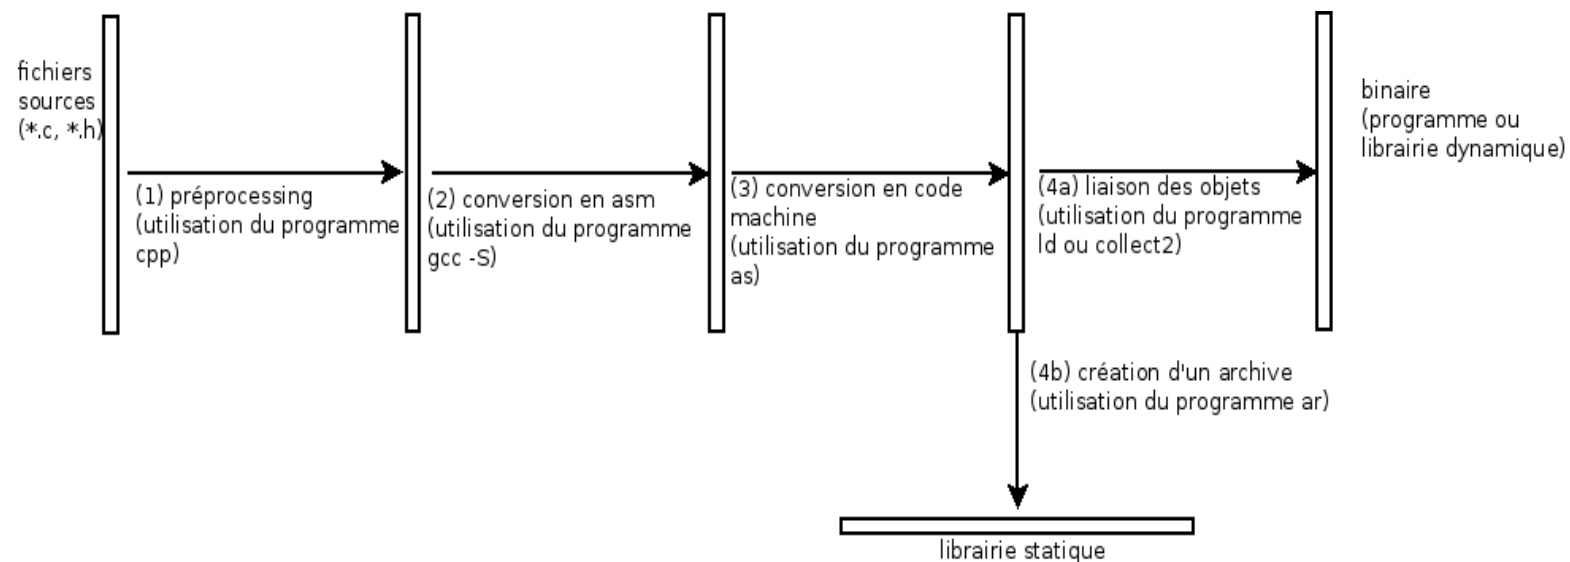 fichiers
sources
(*.c, *.h)
(1) préprocessing
(utilisation du programme
cpp)
(2) conversion en asm
(utilisation du programme
gcc -S)
(3) conversion en code
machine
(utilisation du programme
as)
(4a) liaison des objets
(utilisation du programme
ld ou collect2)
binaire
(programme ou
librairie dynamique)
(4b) création d'un archive
(utilisation du programme ar)
librairie statique